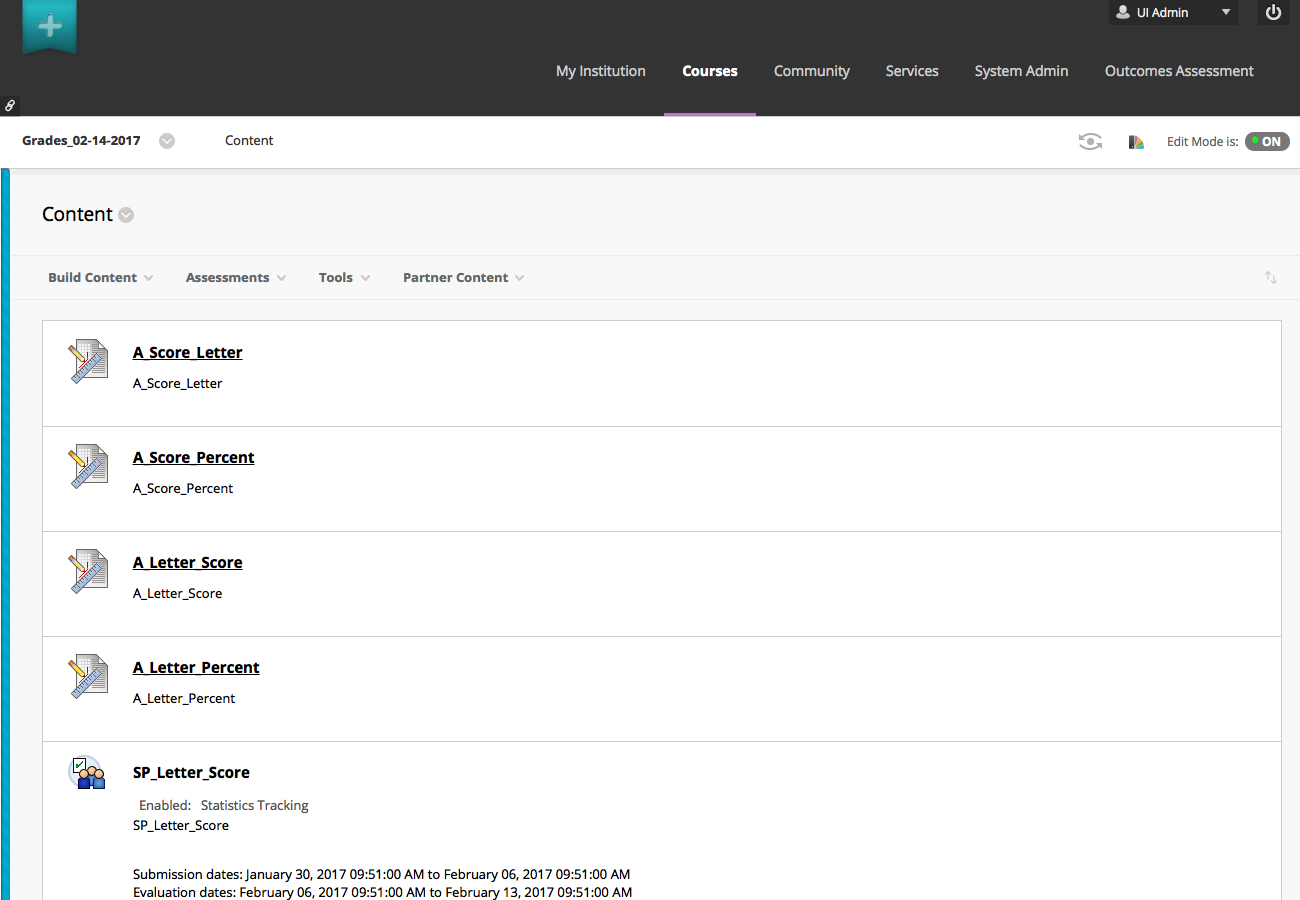 UI Admin
My Institution Courses Community Services System Admin Outcomes Assessment
Grades_02-14-2017 Content Edit Mode is: ON
Content
Build Content Assessments Tools Partner Content
A_Score_Letter
A_Score_Letter
A_Score_Percent
A_Score_Percent
A_Letter_Score
A_Letter_Score
A_Letter_Percent
A_Letter_Percent
SP_Letter_Score
Enabled: Statistics Tracking
SP_Letter_Score
Submission dates: January 30, 2017 09:51:00 AM to February 06, 2017 09:51:00 AM
Evaluation dates: February 06, 2017 09:51:00 AM to February 13, 2017 09:51:00 AM